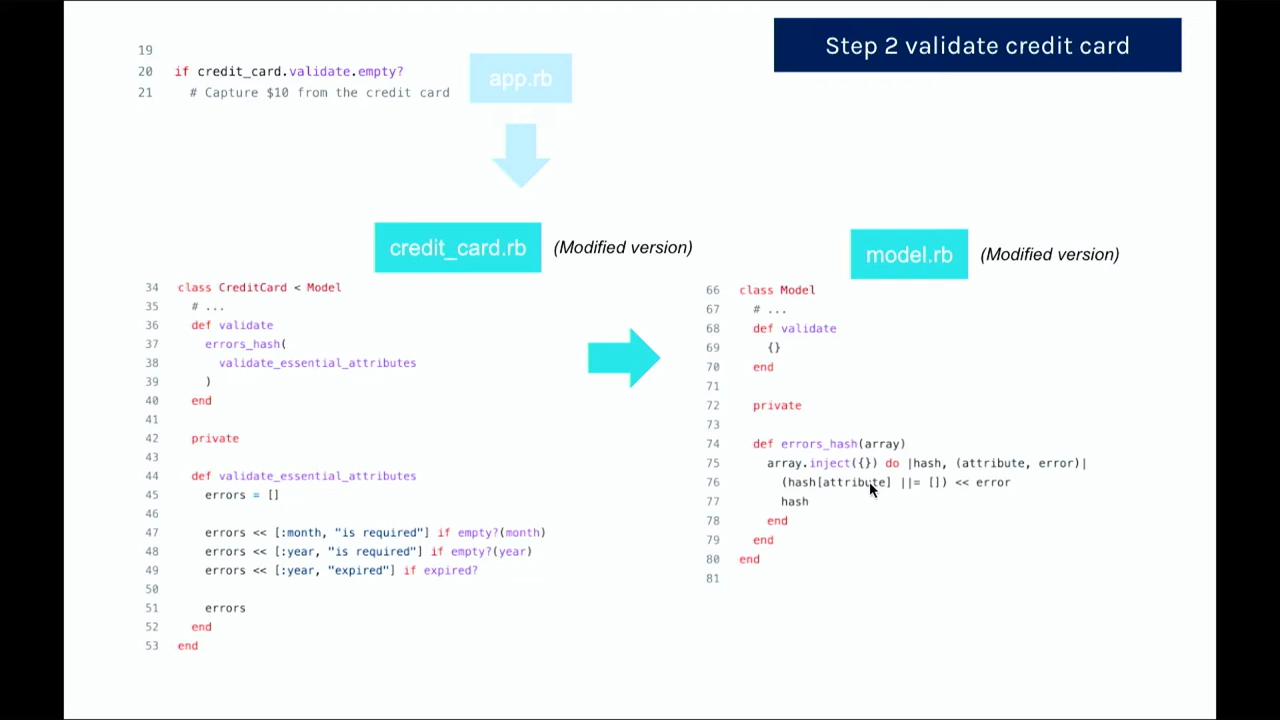 Step 2 validate credit card
19
20 if credit_card.validate.empty?
21 # Capture $10 from the credit card
app.rb
credit_card.rb (Modified version)
34 class CreditCard < Model
35 # ...
36 def validate
37 errors_hash(
38 validate_essential_attributes
39 )
40 end
41
42 private
43
44 def validate_essential_attributes
45 errors = []
46
47 errors << [:month, "is required"] if empty?(month)
48 errors << [:year, "is required"] if empty?(year)
49 errors << [:year, "expired"] if expired?
50
51 errors
52 end
53 end
model.rb (Modified version)
66 class Model
67 # ...
68 def validate
69 {}
70 end
71
72 private
73
74 def errors_hash(array)
75 array.inject({}) do |hash, (attribute, error)|
76 (hash[attribute] ||= []) << error
77 hash
78 end
79 end
80 end
81